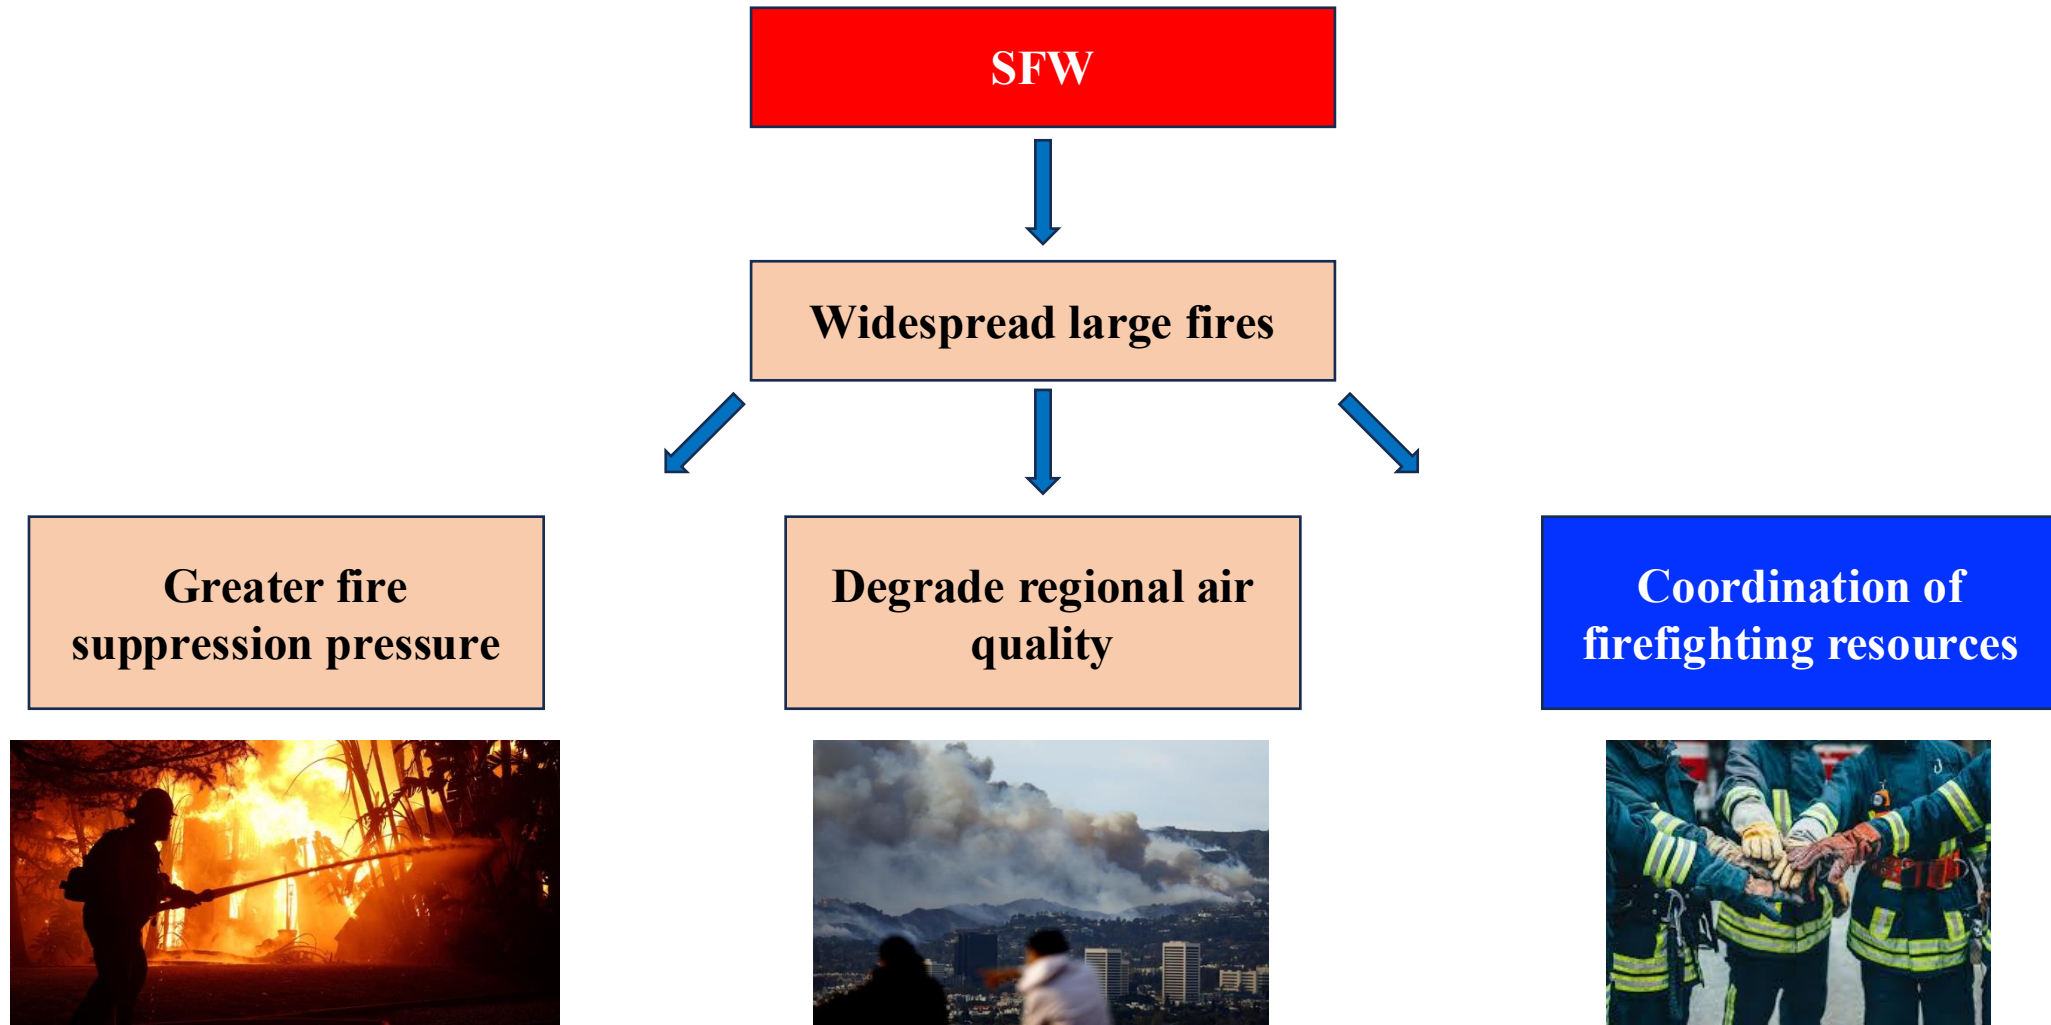 SFW
Widespread large fires
Greater fire
suppression pressure
Degrade regional air
quality
Coordination of
firefighting resources